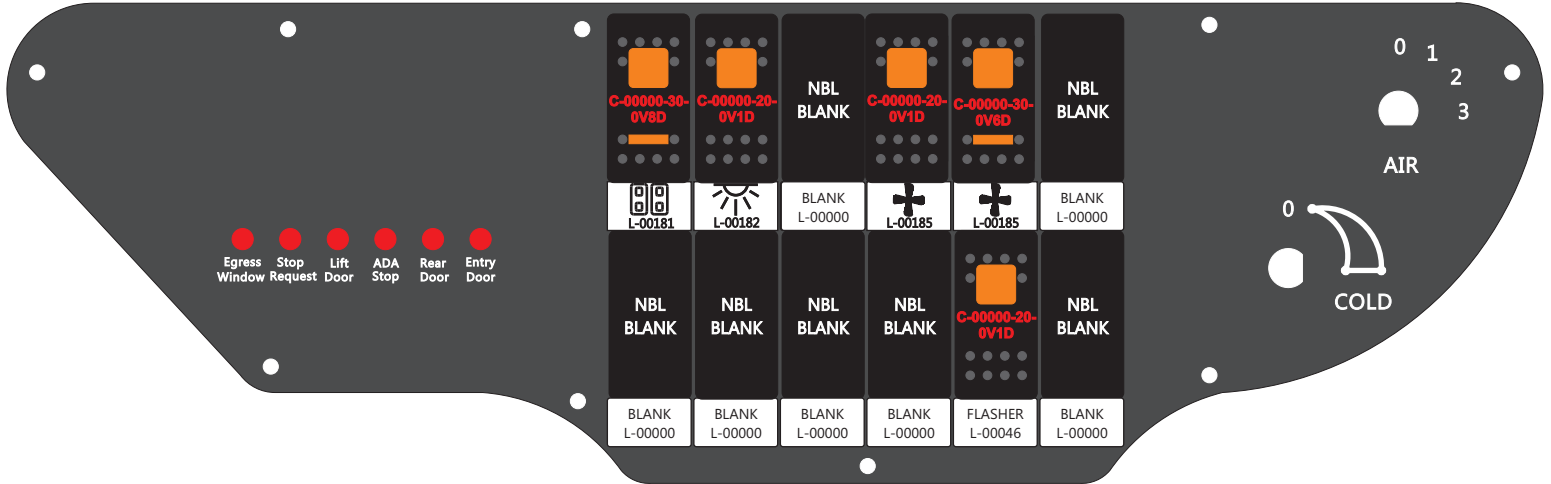 C-00000-30-
0V8D
C-00000-20-
0V1D
NBL
BLANK
C-00000-20-
0V1D
C-00000-30-
0V6D
NBL
BLANK
0
1
2
3
AIR
L-00181
L-00182
BLANK
L-00000
L-00185
L-00185
BLANK
L-00000
0
COLD
Egress
Window
Stop
Request
Lift
Door
ADA
Stop
Rear
Door
Entry
Door
NBL
BLANK
NBL
BLANK
NBL
BLANK
NBL
BLANK
C-00000-20-
0V1D
NBL
BLANK
BLANK
L-00000
BLANK
L-00000
BLANK
L-00000
BLANK
L-00000
FLASHER
L-00046
BLANK
L-00000